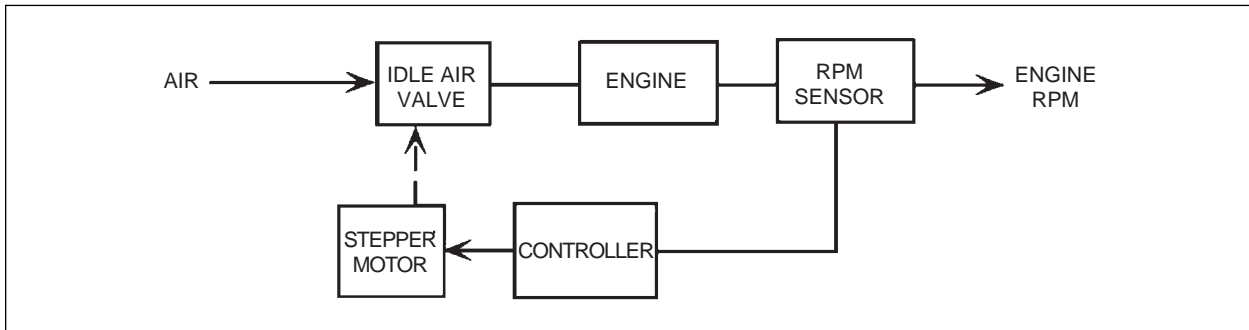 AIR
IDLE AIR
VALVE
ENGINE
RPM
SENSOR
ENGINE
RPM
STEPPER
MOTOR
CONTROLLER